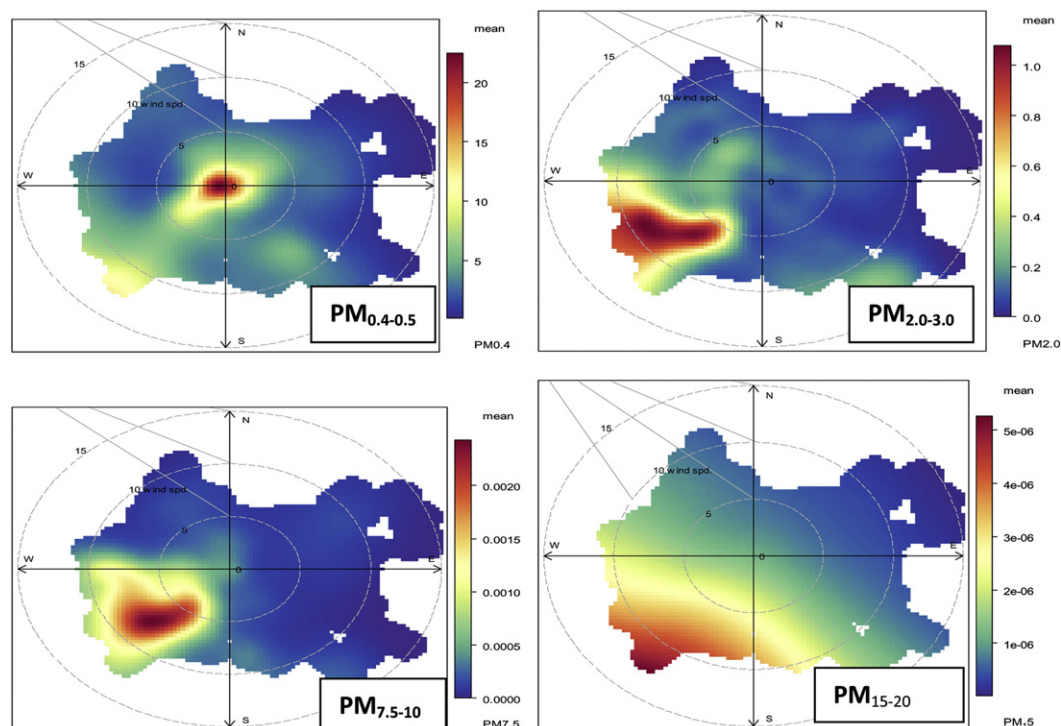 mean
N
15
10 wind spd.
5
W
0
E
S
20
15
10
5
PM0.4-0.5
PM0.4
mean
N
15
10 wind spd.
5
W
0
E
S
1.0
0.8
0.6
0.4
0.2
0.0
PM2.0-3.0
PM2.0
mean
N
15
10 wind spd.
5
W
0
E
S
0.0020
0.0015
0.0010
0.0005
0.0000
PM7.5-10
PM7.5
mean
N
10 wind spd.
5
W
0
E
5e-06
4e-06
3e-06
2e-06
1e-06
PM15-20